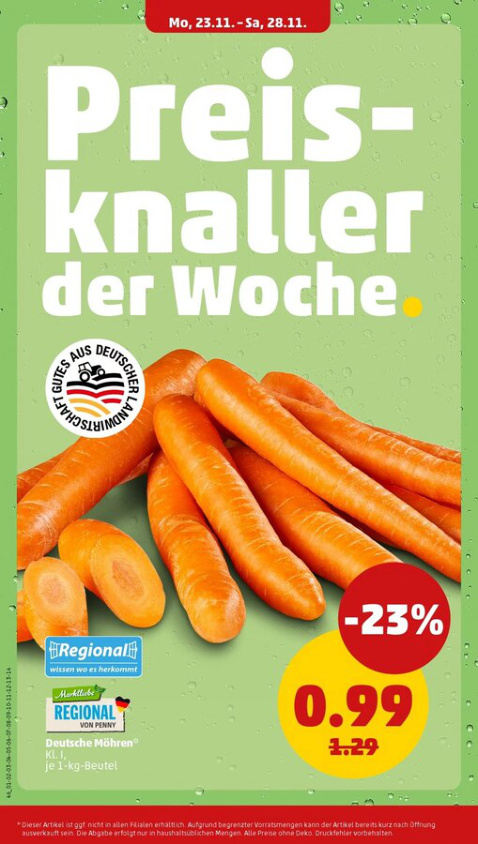 Mo, 23.11. – Sa, 28.11.
Preis-
knaller
der Woche.
GUTES AUS DEUTSCHER LANDWIRTSCHAFT
-23%
Regional
wissen wo es herkommt
0.99
1.29
Marktliebe
REGIONAL
VON PENNY
Deutsche Möhren*
Kl. I,
je 1-kg-Beutel
* Dieser Artikel ist ggf. nicht in allen Filialen erhältlich. Aufgrund begrenzter Vorratsmengen kann der Artikel bereits kurz nach Öffnung
ausverkauft sein. Die Abgabe erfolgt nur in haushaltsüblichen Mengen. Alle Preise ohne Deko. Druckfehler vorbehalten.